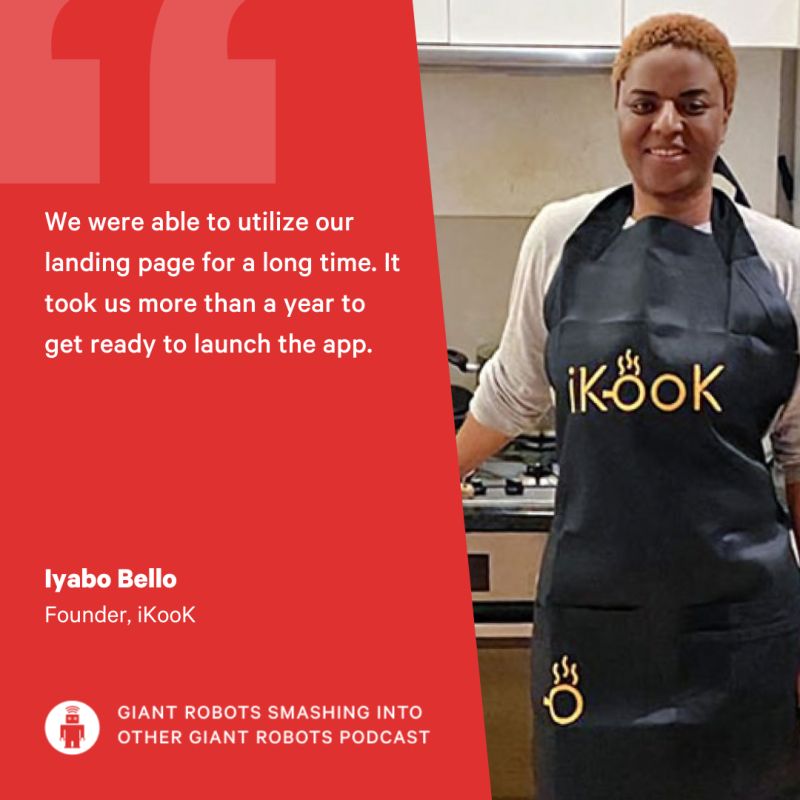 We were able to utilize our
landing page for a long time. It
took us more than a year to
get ready to launch the app.
iKooK
Iyabo Bello
Founder, iKooK
GIANT ROBOTS SMASHING INTO
OTHER GIANT ROBOTS PODCAST